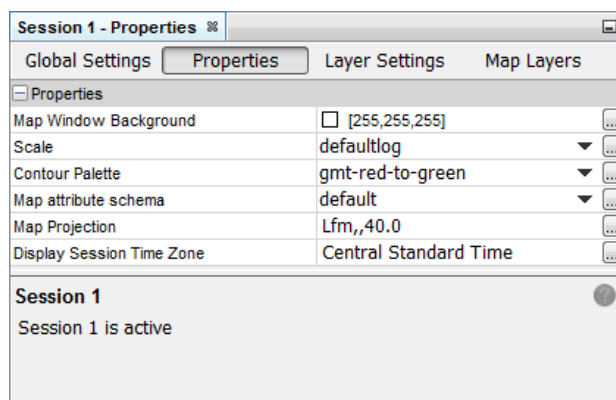 Session 1 - Properties
Global Settings Properties Layer Settings Map Layers
Properties
Map Window Background [255,255,255]
Scale defaultlog
Contour Palette gmt-red-to-green
Map attribute schema default
Map Projection Lfm,,40.0
Display Session Time Zone Central Standard Time
Session 1
Session 1 is active